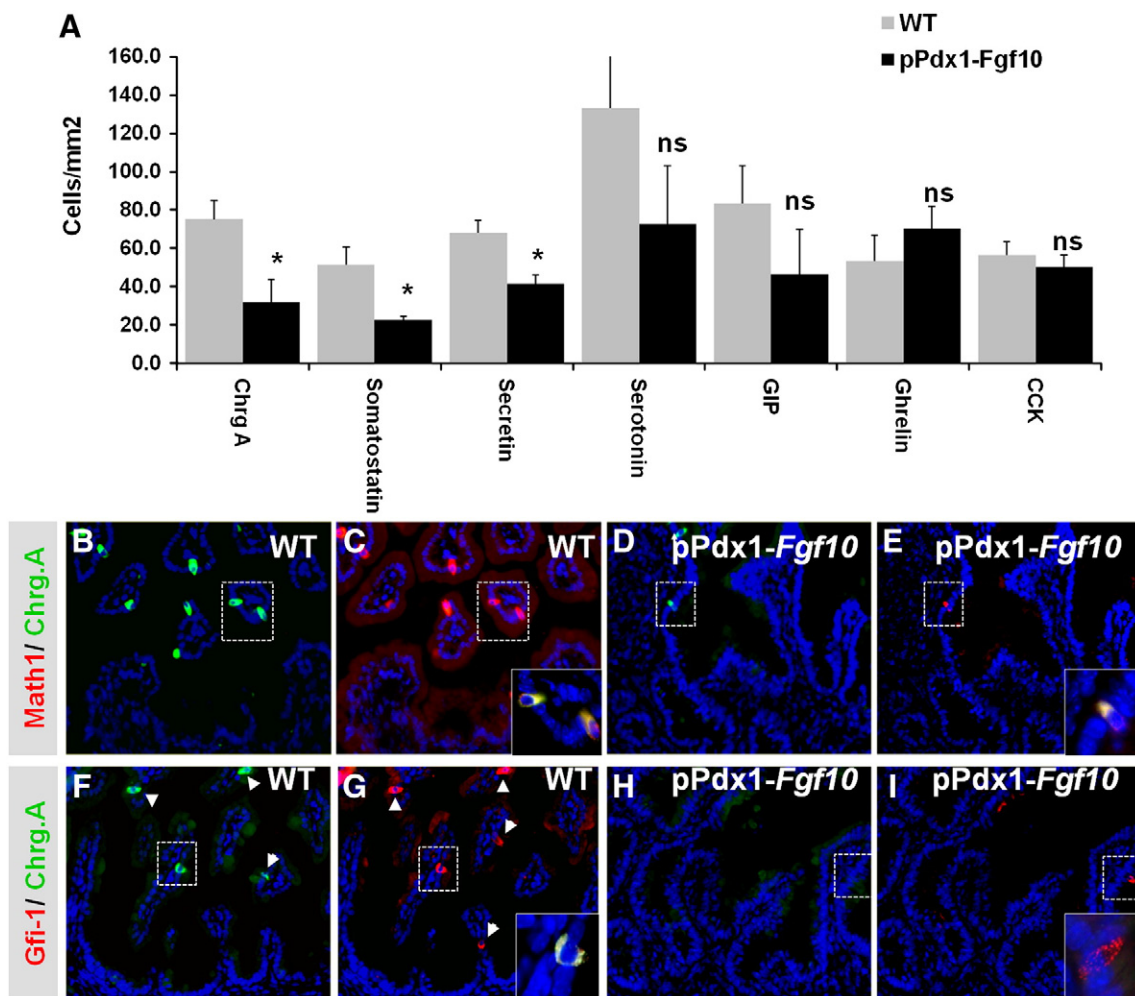 A
WT
pPdx1-Fgf10
Cells/mm2
160.0
140.0
120.0
100.0
80.0
60.0
40.0
20.0
0.0
*
*
*
ns
ns
ns
ns
Chrg A
Somatostatin
Secretin
Serotonin
GIP
Ghrelin
CCK
Math1/ Chrg.A
B WT
C WT
D pPdx1-Fgf10
E pPdx1-Fgf10
Gfi-1/ Chrg.A
F WT
G WT
H pPdx1-Fgf10
I pPdx1-Fgf10